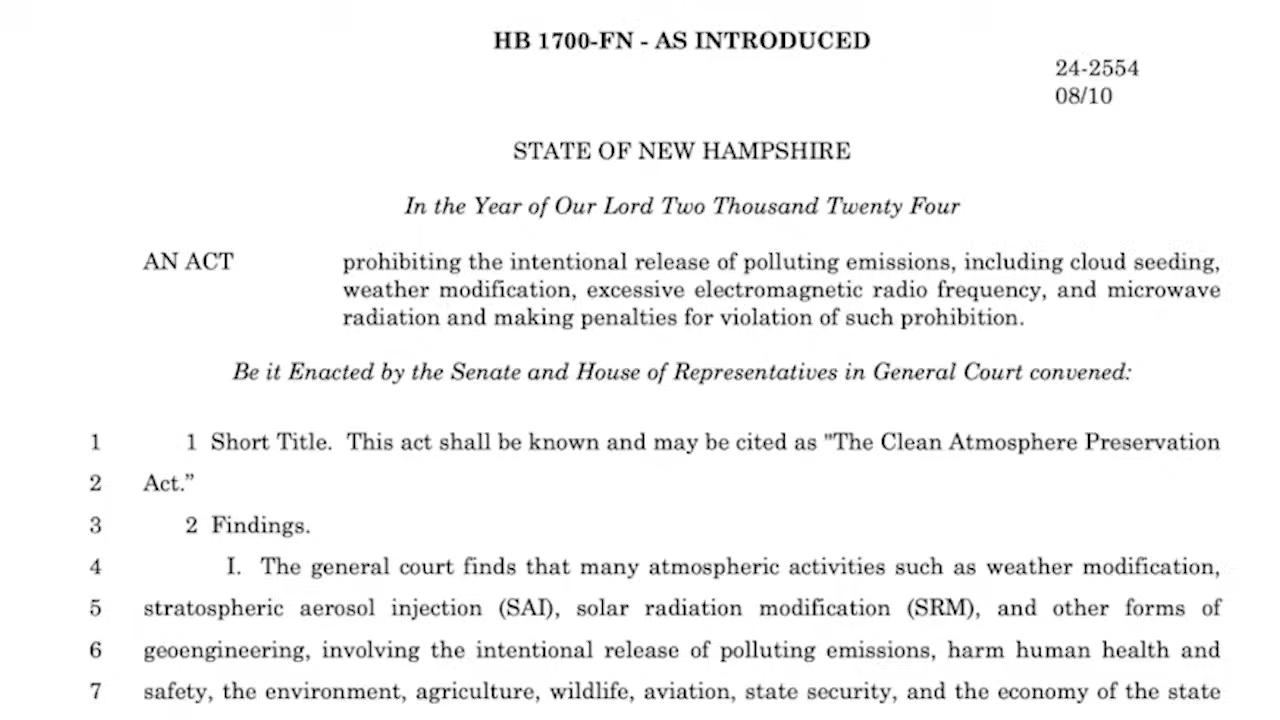 HB 1700-FN - AS INTRODUCED
24-2554
08/10
STATE OF NEW HAMPSHIRE
In the Year of Our Lord Two Thousand Twenty Four
AN ACT prohibiting the intentional release of polluting emissions, including cloud seeding,
weather modification, excessive electromagnetic radio frequency, and microwave
radiation and making penalties for violation of such prohibition.
Be it Enacted by the Senate and House of Representatives in General Court convened:
1 1 Short Title. This act shall be known and may be cited as "The Clean Atmosphere Preservation
2 Act.”
3 2 Findings.
4 I. The general court finds that many atmospheric activities such as weather modification,
5 stratospheric aerosol injection (SAI), solar radiation modification (SRM), and other forms of
6 geoengineering, involving the intentional release of polluting emissions, harm human health and
7 safety, the environment, agriculture, wildlife, aviation, state security, and the economy of the state